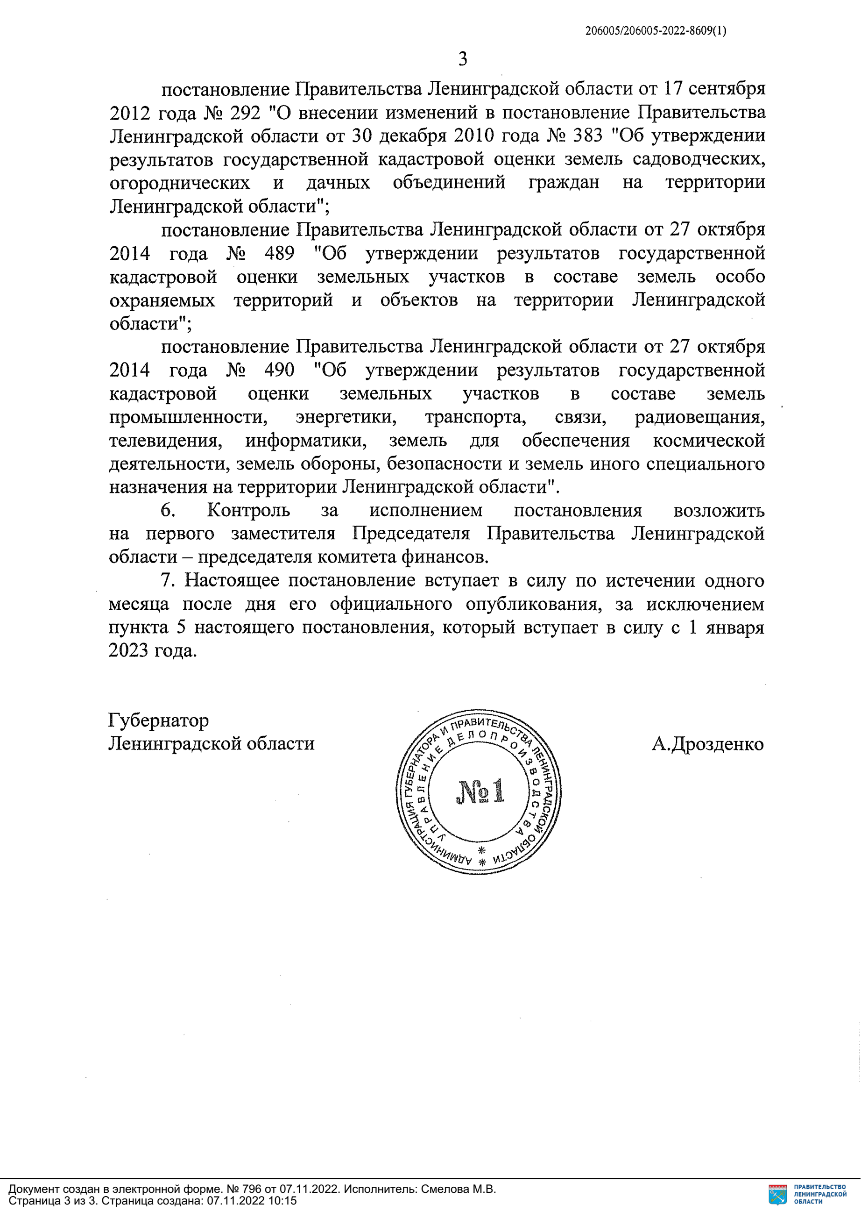 206005/206005-2022-8609(1)
3
постановление Правительства Ленинградской области от 17 сентября
2012 года № 292 "О внесении изменений в постановление Правительства
Ленинградской области от 30 декабря 2010 года № 383 "Об утверждении
результатов государственной кадастровой оценки земель садоводческих,
огороднических и дачных объединений граждан на территории
Ленинградской области";
постановление Правительства Ленинградской области от 27 октября
2014 года № 489 "Об утверждении результатов государственной
кадастровой оценки земельных участков в составе земель особо
охраняемых территорий и объектов на территории Ленинградской
области";
постановление Правительства Ленинградской области от 27 октября
2014 года № 490 "Об утверждении результатов государственной
кадастровой оценки земельных участков в составе земель
промышленности, энергетики, транспорта, связи, радиовещания,
телевидения, информатики, земель для обеспечения космической
деятельности, земель обороны, безопасности и земель иного специального
назначения на территории Ленинградской области".
6. Контроль за исполнением постановления возложить
на первого заместителя Председателя Правительства Ленинградской
области – председателя комитета финансов.
7. Настоящее постановление вступает в силу по истечении одного
месяца после дня его официального опубликования, за исключением
пункта 5 настоящего постановления, который вступает в силу с 1 января
2023 года.
Губернатор
Ленинградской области
А.Дрозденко
АДМИНИСТРАЦИЯ ГУБЕРНАТОРА И ПРАВИТЕЛЬСТВА ЛЕНИНГРАДСКОЙ ОБЛАСТИ
УПРАВЛЕНИЕ ДЕЛОПРОИЗВОДСТВА
№1
Документ создан в электронной форме. № 796 от 07.11.2022. Исполнитель: Смелова М.В.
Страница 3 из 3. Страница создана: 07.11.2022 10:15
ПРАВИТЕЛЬСТВО
ЛЕНИНГРАДСКОЙ
ОБЛАСТИ